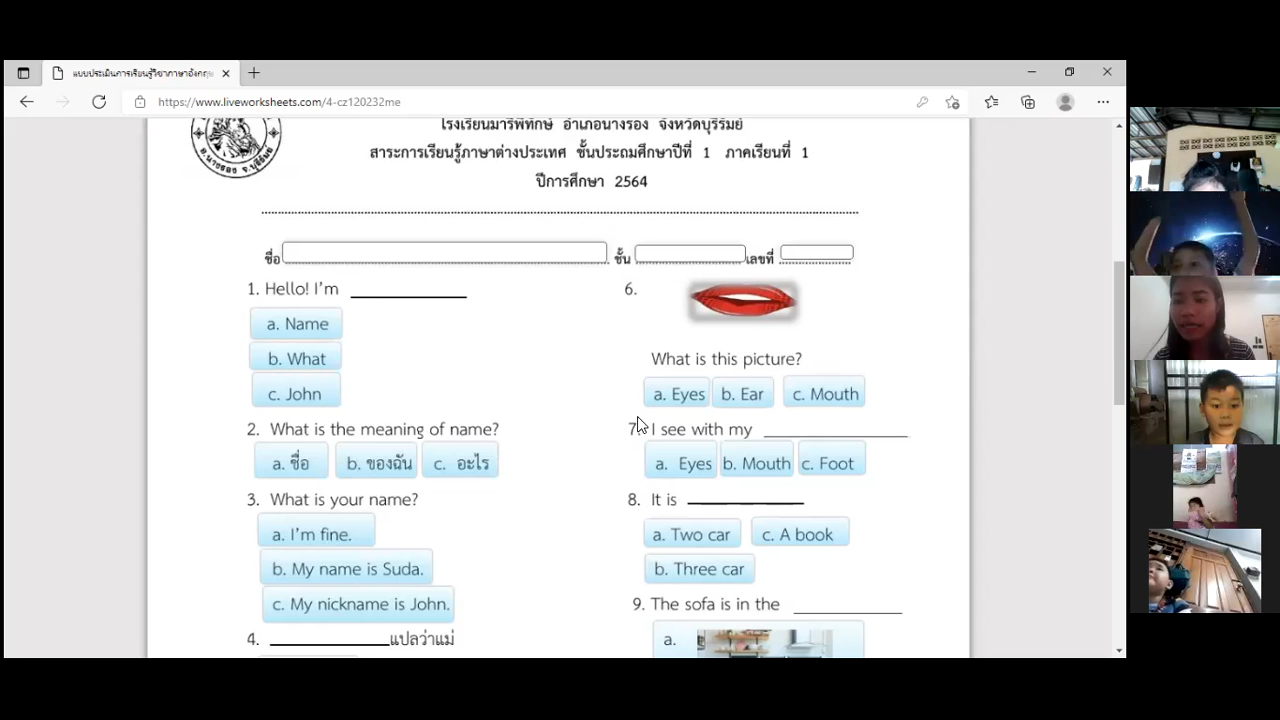 แบบประเมินการเรียนรู้วิชาภาษาอังกฤษ
https://www.liveworksheets.com/4-cz120232me
โรงเรียนมารีพิทักษ์ อำเภอนางรอง จังหวัดบุรีรัมย์
สาระการเรียนรู้ภาษาต่างประเทศ ชั้นประถมศึกษาปีที่ 1 ภาคเรียนที่ 1
ปีการศึกษา 2564
ชื่อ ชั้น เลขที่
1. Hello! I'm
a. Name
b. What
c. John
2. What is the meaning of name?
a. ชื่อ b. ของฉัน c. อะไร
3. What is your name?
a. I'm fine.
b. My name is Suda.
c. My nickname is John.
4. แปลว่าแม่
6.
What is this picture?
a. Eyes b. Ear c. Mouth
7. I see with my
a. Eyes b. Mouth c. Foot
8. It is
a. Two car c. A book
b. Three car
9. The sofa is in the
a.